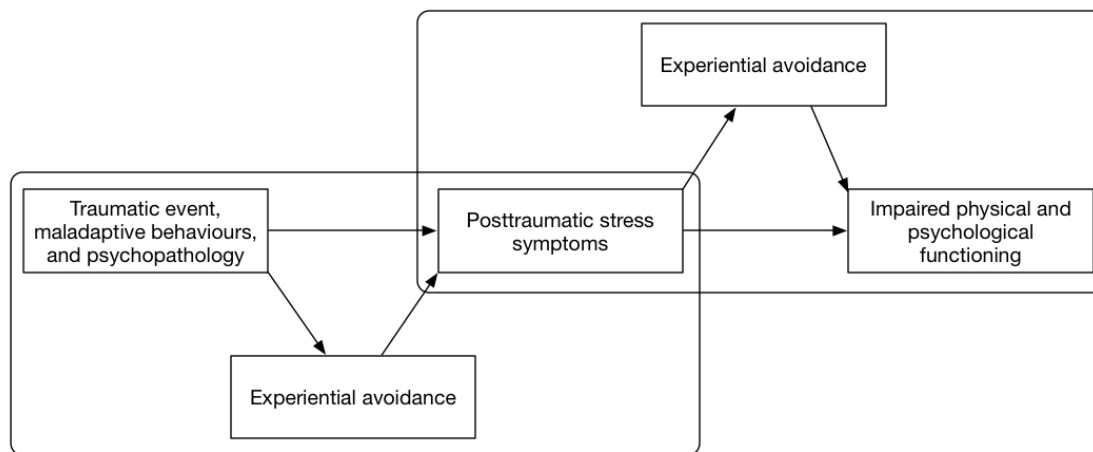 Experiential avoidance
Traumatic event,
maladaptive behaviours,
and psychopathology
Posttraumatic stress
symptoms
Impaired physical and
psychological
functioning
Experiential avoidance